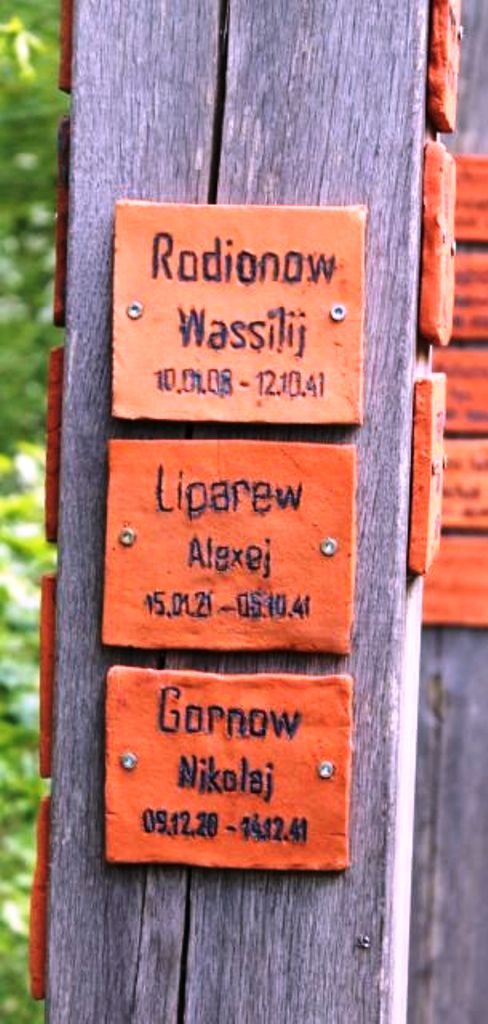 Rodionow
Wassilij
10.01.08 - 12.10.41
Liparew
Alexej
15.01.21 - 05.10.41
Gornow
Nikolaj
09.12.20 - 14.12.41